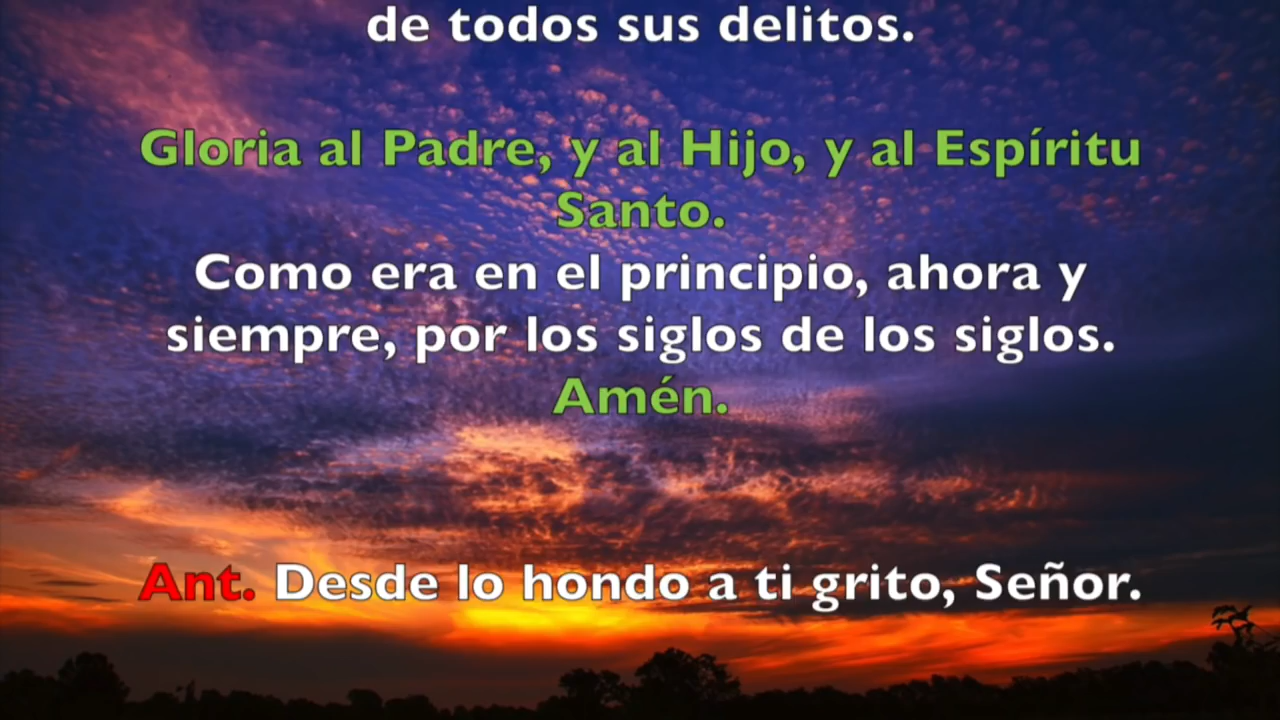 de todos sus delitos.
Gloria al Padre, y al Hijo, y al Espíritu
Santo.
Como era en el principio, ahora y
siempre, por los siglos de los siglos.
Amén.
Ant. Desde lo hondo a ti grito, Señor.